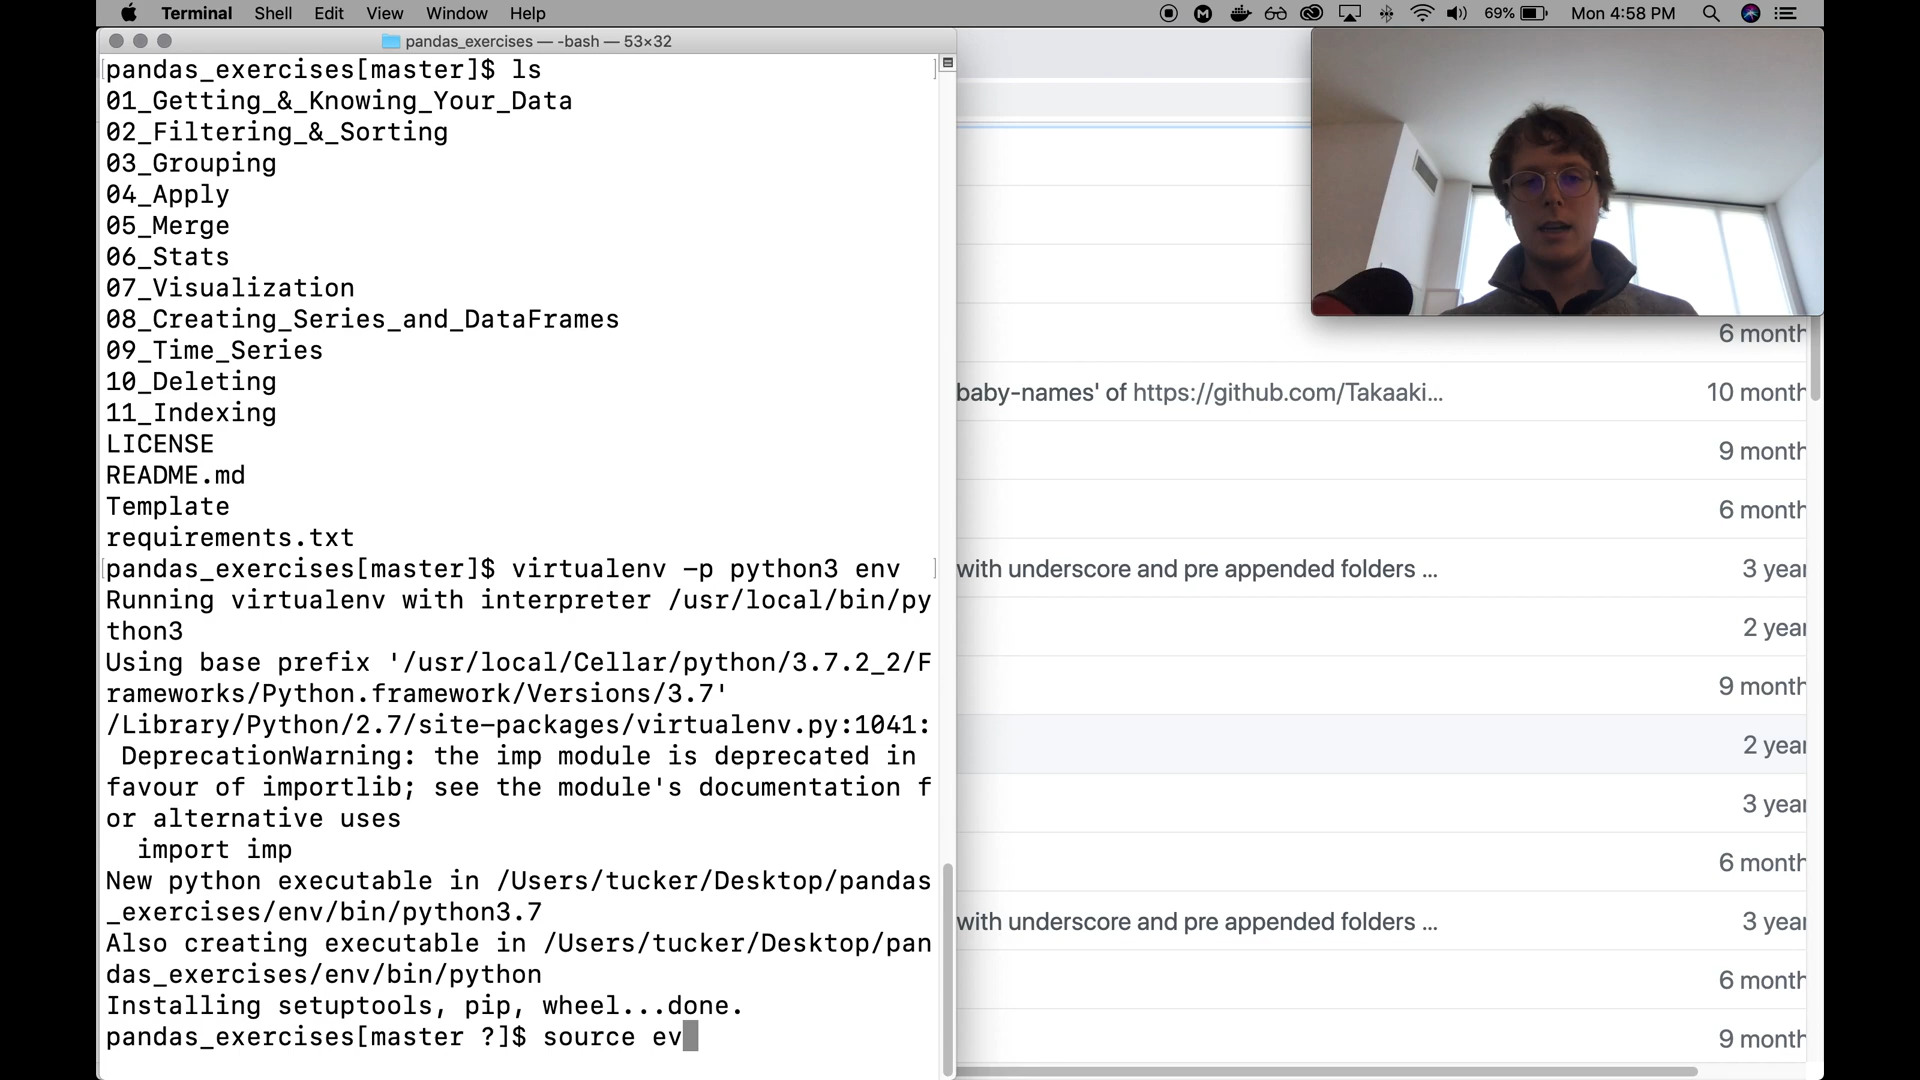 Terminal Shell Edit View Window Help 69% Mon 4:58 PM
pandas_exercises — -bash — 53×32
pandas_exercises[master]$ ls
01_Getting_&_Knowing_Your_Data
02_Filtering_&_Sorting
03_Grouping
04_Apply
05_Merge
06_Stats
07_Visualization
08_Creating_Series_and_DataFrames
09_Time_Series
10_Deleting
11_Indexing
LICENSE
README.md
Template
requirements.txt
pandas_exercises[master]$ virtualenv -p python3 env
Running virtualenv with interpreter /usr/local/bin/py
thon3
Using base prefix '/usr/local/Cellar/python/3.7.2_2/F
rameworks/Python.framework/Versions/3.7'
/Library/Python/2.7/site-packages/virtualenv.py:1041:
DeprecationWarning: the imp module is deprecated in
favour of importlib; see the module's documentation f
or alternative uses
import imp
New python executable in /Users/tucker/Desktop/pandas
_exercises/env/bin/python3.7
Also creating executable in /Users/tucker/Desktop/pan
das_exercises/env/bin/python
Installing setuptools, pip, wheel...done.
pandas_exercises[master ?]$ source ev
6 month
baby-names' of https://github.com/Takaaki... 10 month
9 month
6 month
with underscore and pre appended folders ... 3 year
2 year
9 month
2 year
3 year
6 month
with underscore and pre appended folders ... 3 year
6 month
9 month